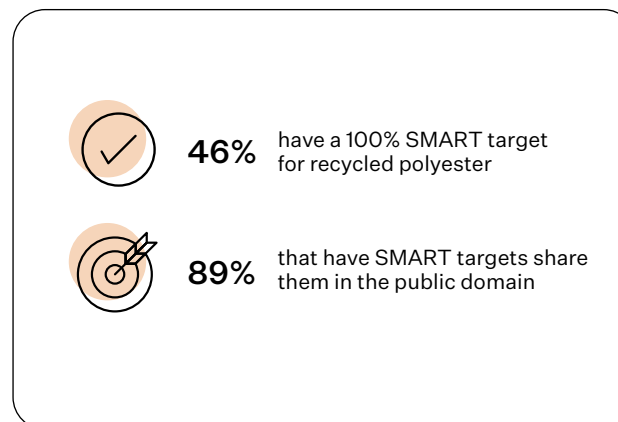 46%
have a 100% SMART target
for recycled polyester
89%
that have SMART targets share
them in the public domain